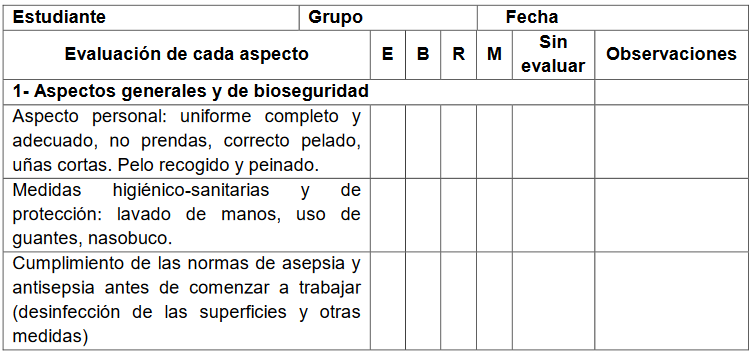 Estudiante Grupo Fecha
Evaluación de cada aspecto E B R M Sin evaluar Observaciones
1- Aspectos generales y de bioseguridad
Aspecto personal: uniforme completo y
adecuado, no prendas, correcto pelado,
uñas cortas. Pelo recogido y peinado.
Medidas higiénico-sanitarias y de
protección: lavado de manos, uso de
guantes, nasobuco.
Cumplimiento de las normas de asepsia y
antisepsia antes de comenzar a trabajar
(desinfección de las superficies y otras
medidas)